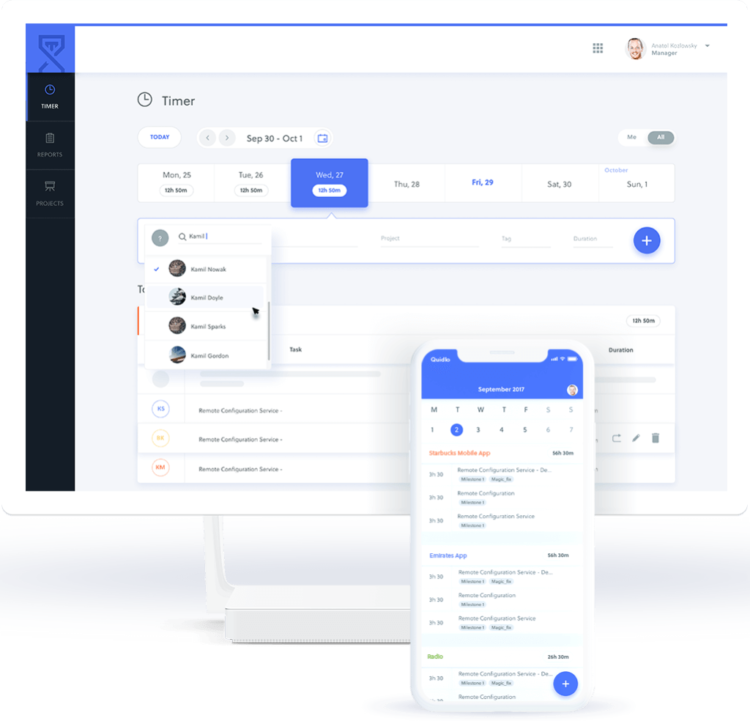 Anatol Kozlowsky
Manager
TIMER
REPORTS
PROJECTS
Timer
TODAY
Sep 30 - Oct 1
Me
All
Mon, 25
12h 50m
Tue, 26
12h 50m
Wed, 27
12h 50m
Thu, 28
Fri, 29
Sat, 30
October
Sun, 1
?
Kamil
Project
Tag
Duration
Kamil Nowak
Kamil Doyle
Kamil Sparks
Kamil Gordon
To
12h 50m
Task
Duration
KS
Remote Configuration Service -
Remote Configuration Service -
KM
Remote Configuration Service -
Quidlo
September 2017
M T W T F S S
1 2 3 4 5 6 7
Starbucks Mobile App 56h 30m
3h 30 Remote Configuration Service - De...
Milestone 1 Magic_fix
3h 30 Remote Configuration
Milestone 1
3h 30 Remote Configuration Service
Milestone 1
Emirates App 56h 30m
3h 30 Remote Configuration Service - De...
Milestone 1 Magic_fix
3h 30 Remote Configuration
Milestone 1
3h 30 Remote Configuration Service
Milestone 1 Magic_fix
Radio 26h 30m
3h 30 Remote Configuration Service - De...
Milestone 1 Magic_fix
Remote Configuration